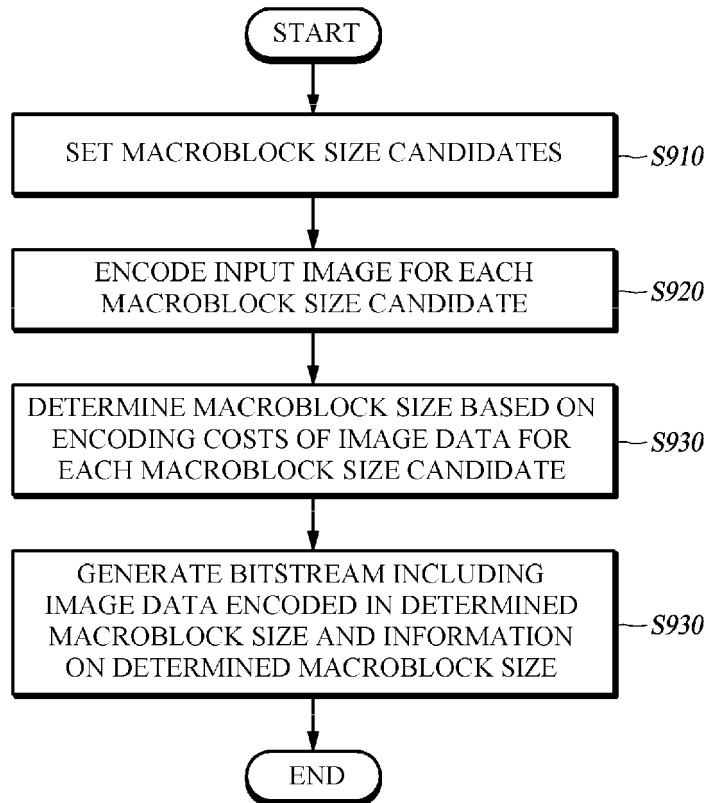 START
SET MACROBLOCK SIZE CANDIDATES
S910
ENCODE INPUT IMAGE FOR EACH
MACROBLOCK SIZE CANDIDATE
S920
DETERMINE MACROBLOCK SIZE BASED ON
ENCODING COSTS OF IMAGE DATA FOR
EACH MACROBLOCK SIZE CANDIDATE
S930
GENERATE BITSTREAM INCLUDING
IMAGE DATA ENCODED IN DETERMINED
MACROBLOCK SIZE AND INFORMATION
ON DETERMINED MACROBLOCK SIZE
S930
END